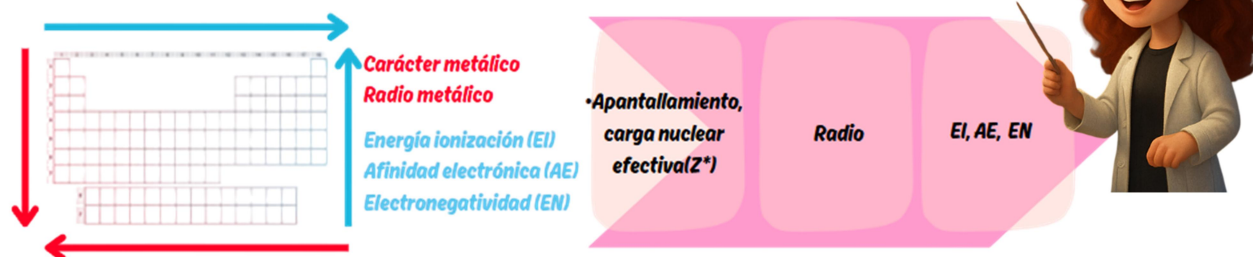 Carácter metálico
Radio metálico
Energía ionización (EI)
Afinidad electrónica (AE)
Electronegatividad (EN)
•Apantallamiento,
carga nuclear
efectiva(Z*)
Radio
EI, AE, EN